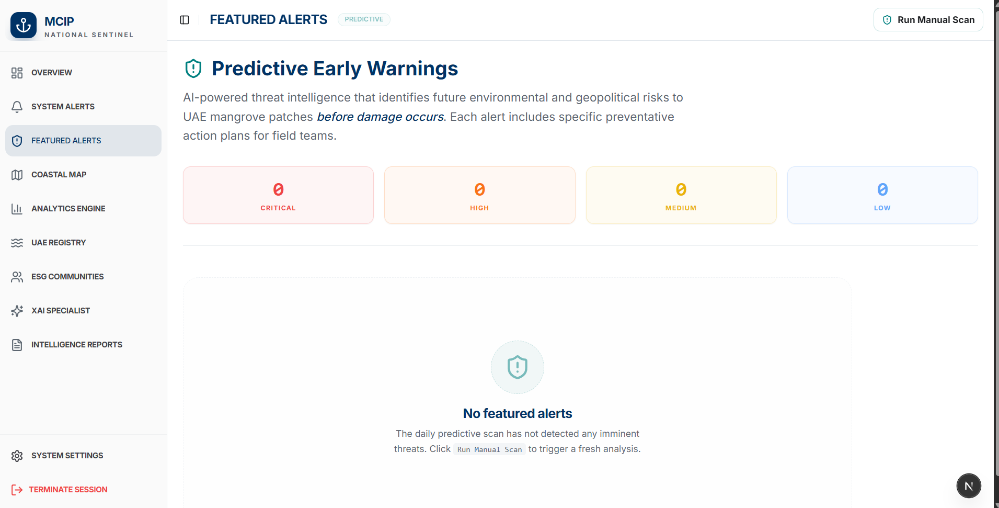 MCIP
NATIONAL SENTINEL
OVERVIEW
SYSTEM ALERTS
FEATURED ALERTS
COASTAL MAP
ANALYTICS ENGINE
UAE REGISTRY
ESG COMMUNITIES
XAI SPECIALIST
INTELLIGENCE REPORTS
SYSTEM SETTINGS
TERMINATE SESSION
FEATURED ALERTS
PREDICTIVE
Run Manual Scan
Predictive Early Warnings
AI-powered threat intelligence that identifies future environmental and geopolitical risks to
UAE mangrove patches before damage occurs. Each alert includes specific preventative
action plans for field teams.
0
CRITICAL
0
HIGH
0
MEDIUM
0
LOW
No featured alerts
The daily predictive scan has not detected any imminent
threats. Click Run Manual Scan to trigger a fresh analysis.
N